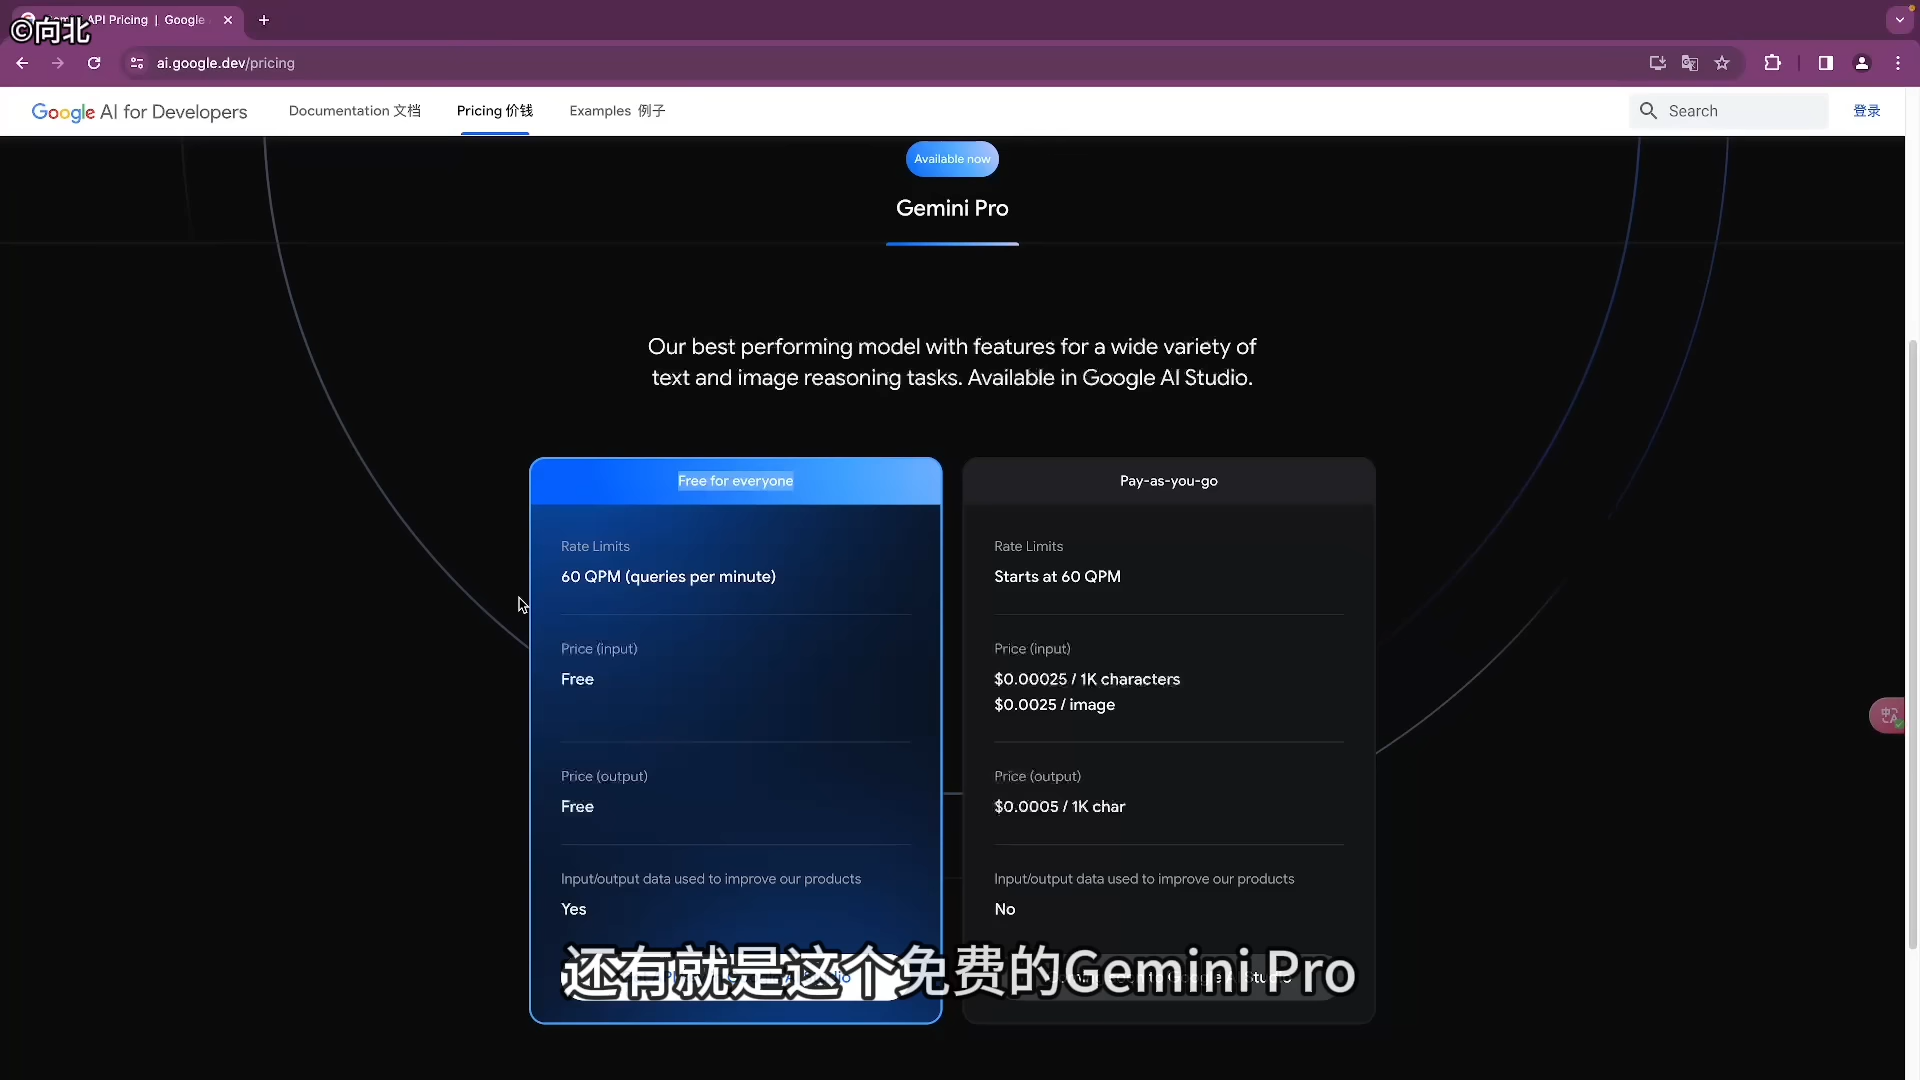 API Pricing | Google
©向北
ai.google.dev/pricing
Google AI for Developers
Documentation 文档
Pricing 价钱
Examples 例子
Search
登录
Available now
Gemini Pro
Our best performing model with features for a wide variety of
text and image reasoning tasks. Available in Google AI Studio.
Free for everyone
Rate Limits
60 QPM (queries per minute)
Price (input)
Free
Price (output)
Free
Input/output data used to improve our products
Yes
Pay-as-you-go
Rate Limits
Starts at 60 QPM
Price (input)
$0.00025 / 1K characters
$0.0025 / image
Price (output)
$0.0005 / 1K char
Input/output data used to improve our products
No
还有就是这个免费的Gemini Pro